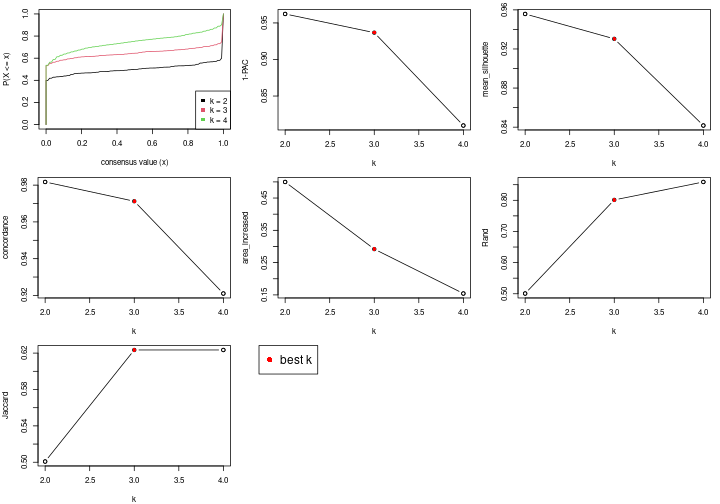 P(X <= x)
1.0
0.8
0.6
0.4
0.2
0.0
k = 2
k = 3
k = 4
0.0 0.2 0.4 0.6 0.8 1.0
consensus value (x)
1-PAC
0.95
0.90
0.85
2.0 2.5 3.0 3.5 4.0
k
mean_silhouette
0.96
0.92
0.88
0.84
2.0 2.5 3.0 3.5 4.0
k
concordance
0.98
0.96
0.94
0.92
2.0 2.5 3.0 3.5 4.0
k
area_increased
0.45
0.35
0.25
0.15
2.0 2.5 3.0 3.5 4.0
k
Rand
0.80
0.70
0.60
0.50
2.0 2.5 3.0 3.5 4.0
k
Jaccard
0.62
0.58
0.54
0.50
2.0 2.5 3.0 3.5 4.0
k
best k